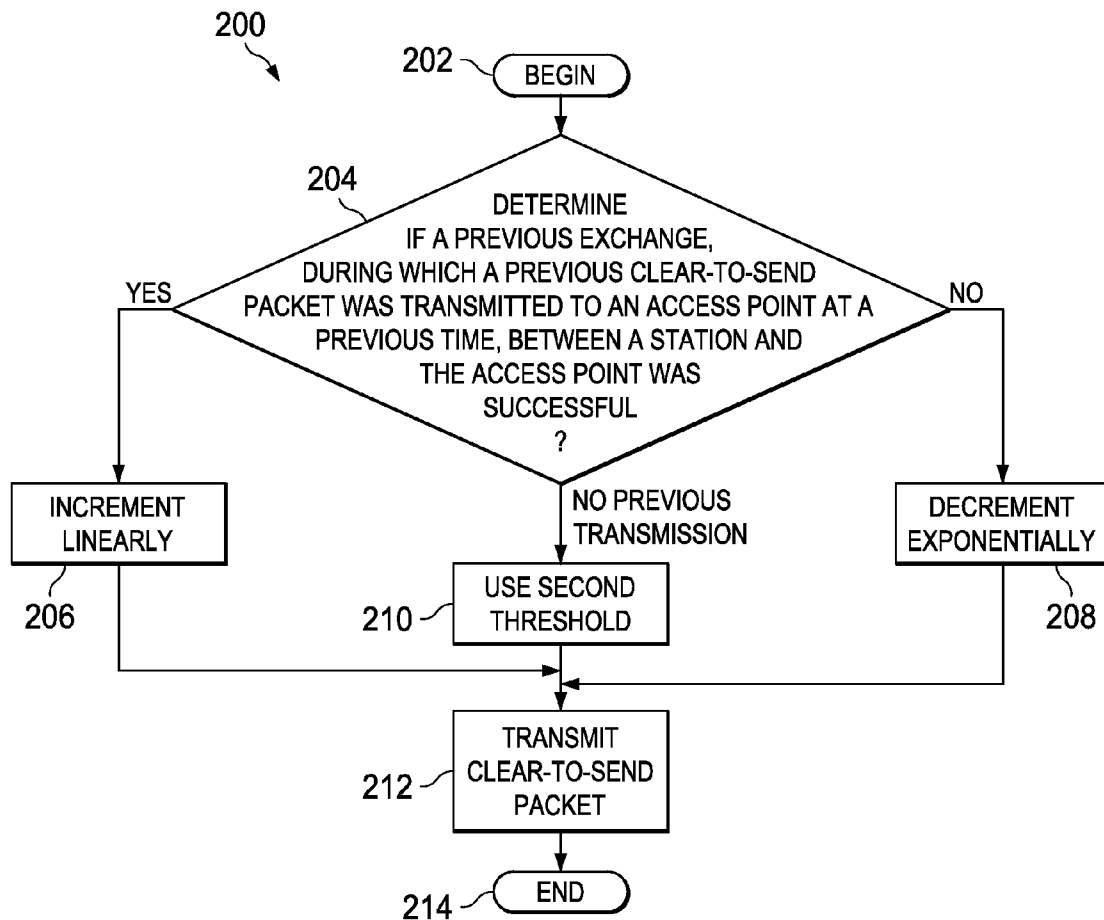 200
202
BEGIN
204
DETERMINE
IF A PREVIOUS EXCHANGE,
DURING WHICH A PREVIOUS CLEAR-TO-SEND
PACKET WAS TRANSMITTED TO AN ACCESS POINT AT A
PREVIOUS TIME, BETWEEN A STATION AND
THE ACCESS POINT WAS
SUCCESSFUL
?
YES
NO
INCREMENT
LINEARLY
206
NO PREVIOUS
TRANSMISSION
DECREMENT
EXPONENTIALLY
208
USE SECOND
THRESHOLD
210
TRANSMIT
CLEAR-TO-SEND
PACKET
212
END
214